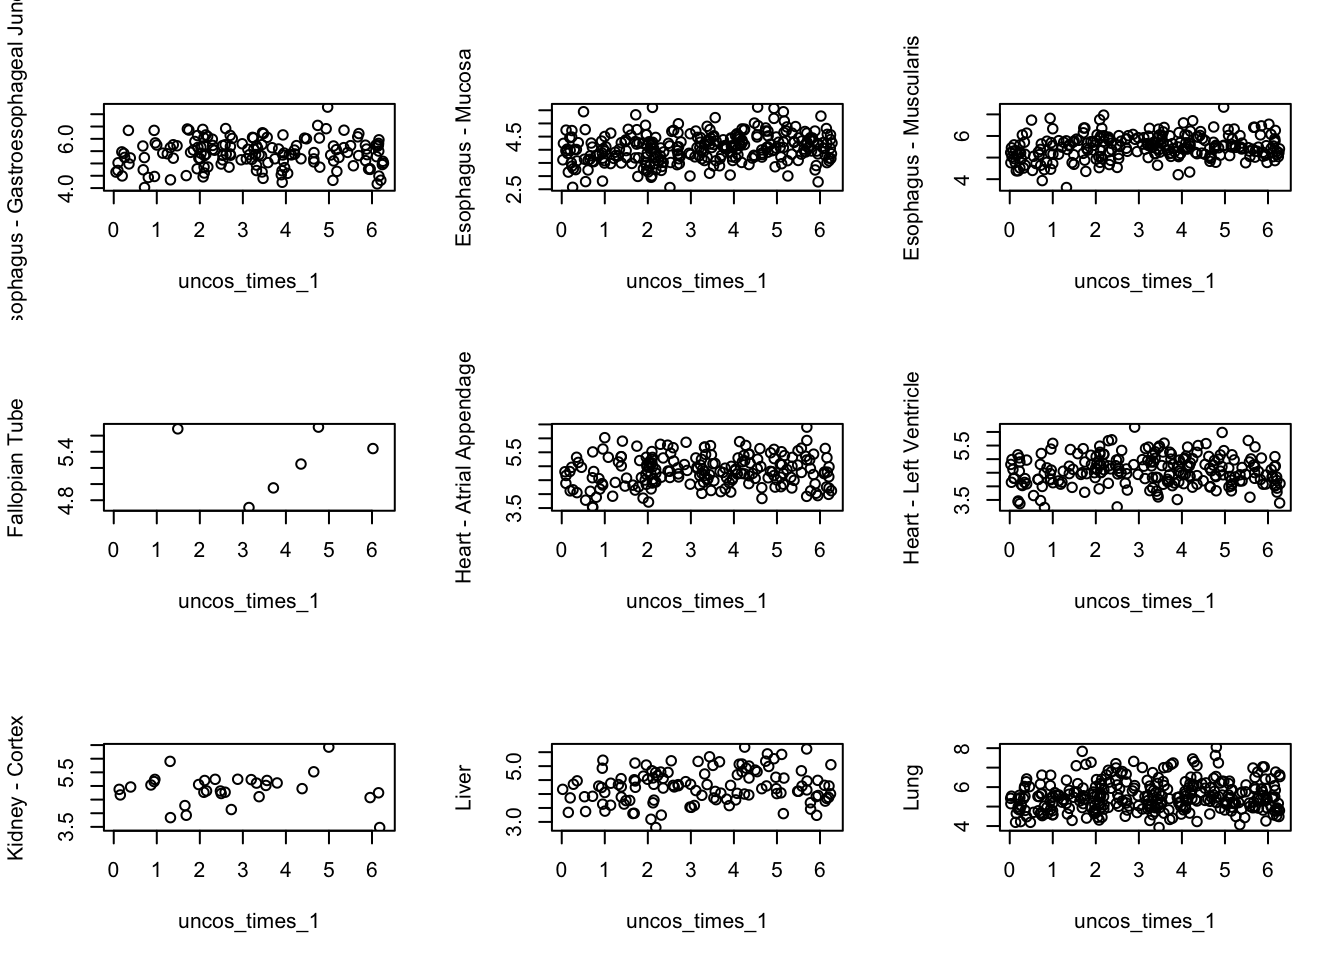 sophagus - Gastroesophageal Junc
4.0 6.0
0 1 2 3 4 5 6
uncos_times_1
Esophagus - Mucosa
2.5 4.5
0 1 2 3 4 5 6
uncos_times_1
Esophagus - Muscularis
4 6
0 1 2 3 4 5 6
uncos_times_1
Fallopian Tube
4.8 5.4
0 1 2 3 4 5 6
uncos_times_1
Heart - Atrial Appendage
3.5 5.5
0 1 2 3 4 5 6
uncos_times_1
Heart - Left Ventricle
3.5 5.5
0 1 2 3 4 5 6
uncos_times_1
Kidney - Cortex
3.5 5.5
0 1 2 3 4 5 6
uncos_times_1
Liver
3.0 5.0
0 1 2 3 4 5 6
uncos_times_1
Lung
4 6 8
0 1 2 3 4 5 6
uncos_times_1